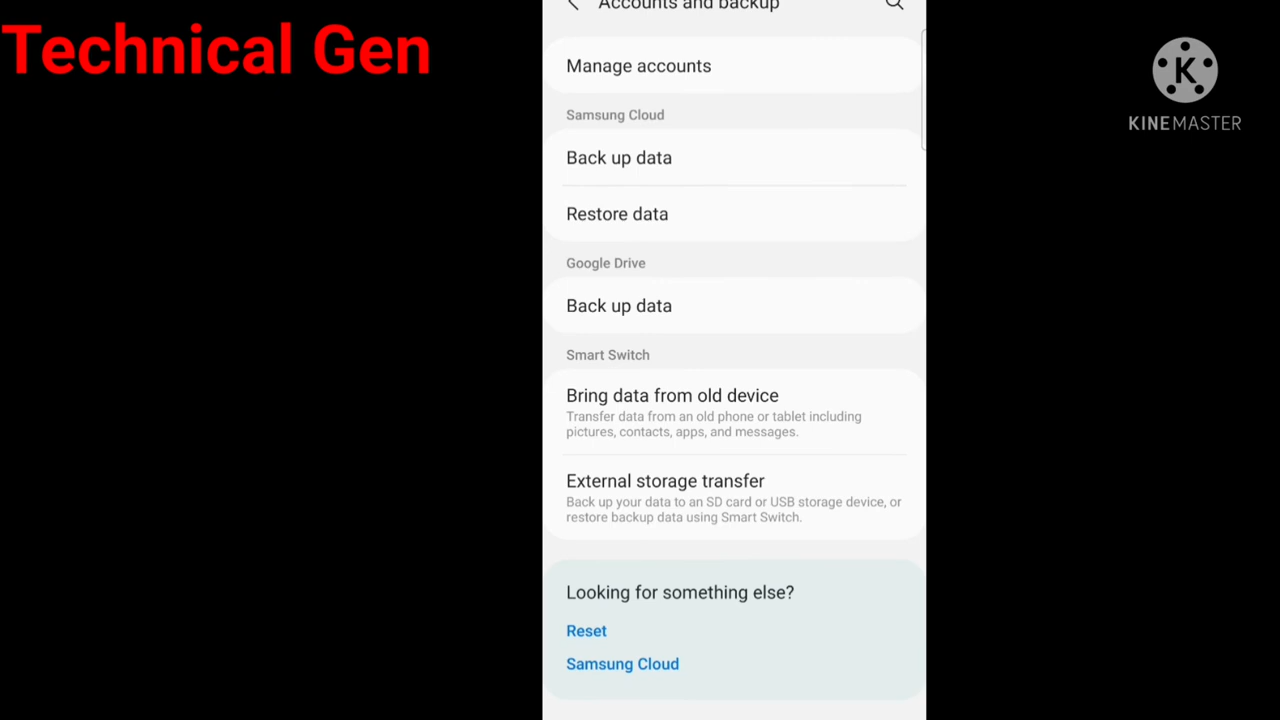 Technical Gen
Accounts and backup
KINEMASTER
Manage accounts
Samsung Cloud
Back up data
Restore data
Google Drive
Back up data
Smart Switch
Bring data from old device
Transfer data from an old phone or tablet including
pictures, contacts, apps, and messages.
External storage transfer
Back up your data to an SD card or USB storage device, or
restore backup data using Smart Switch.
Looking for something else?
Reset
Samsung Cloud